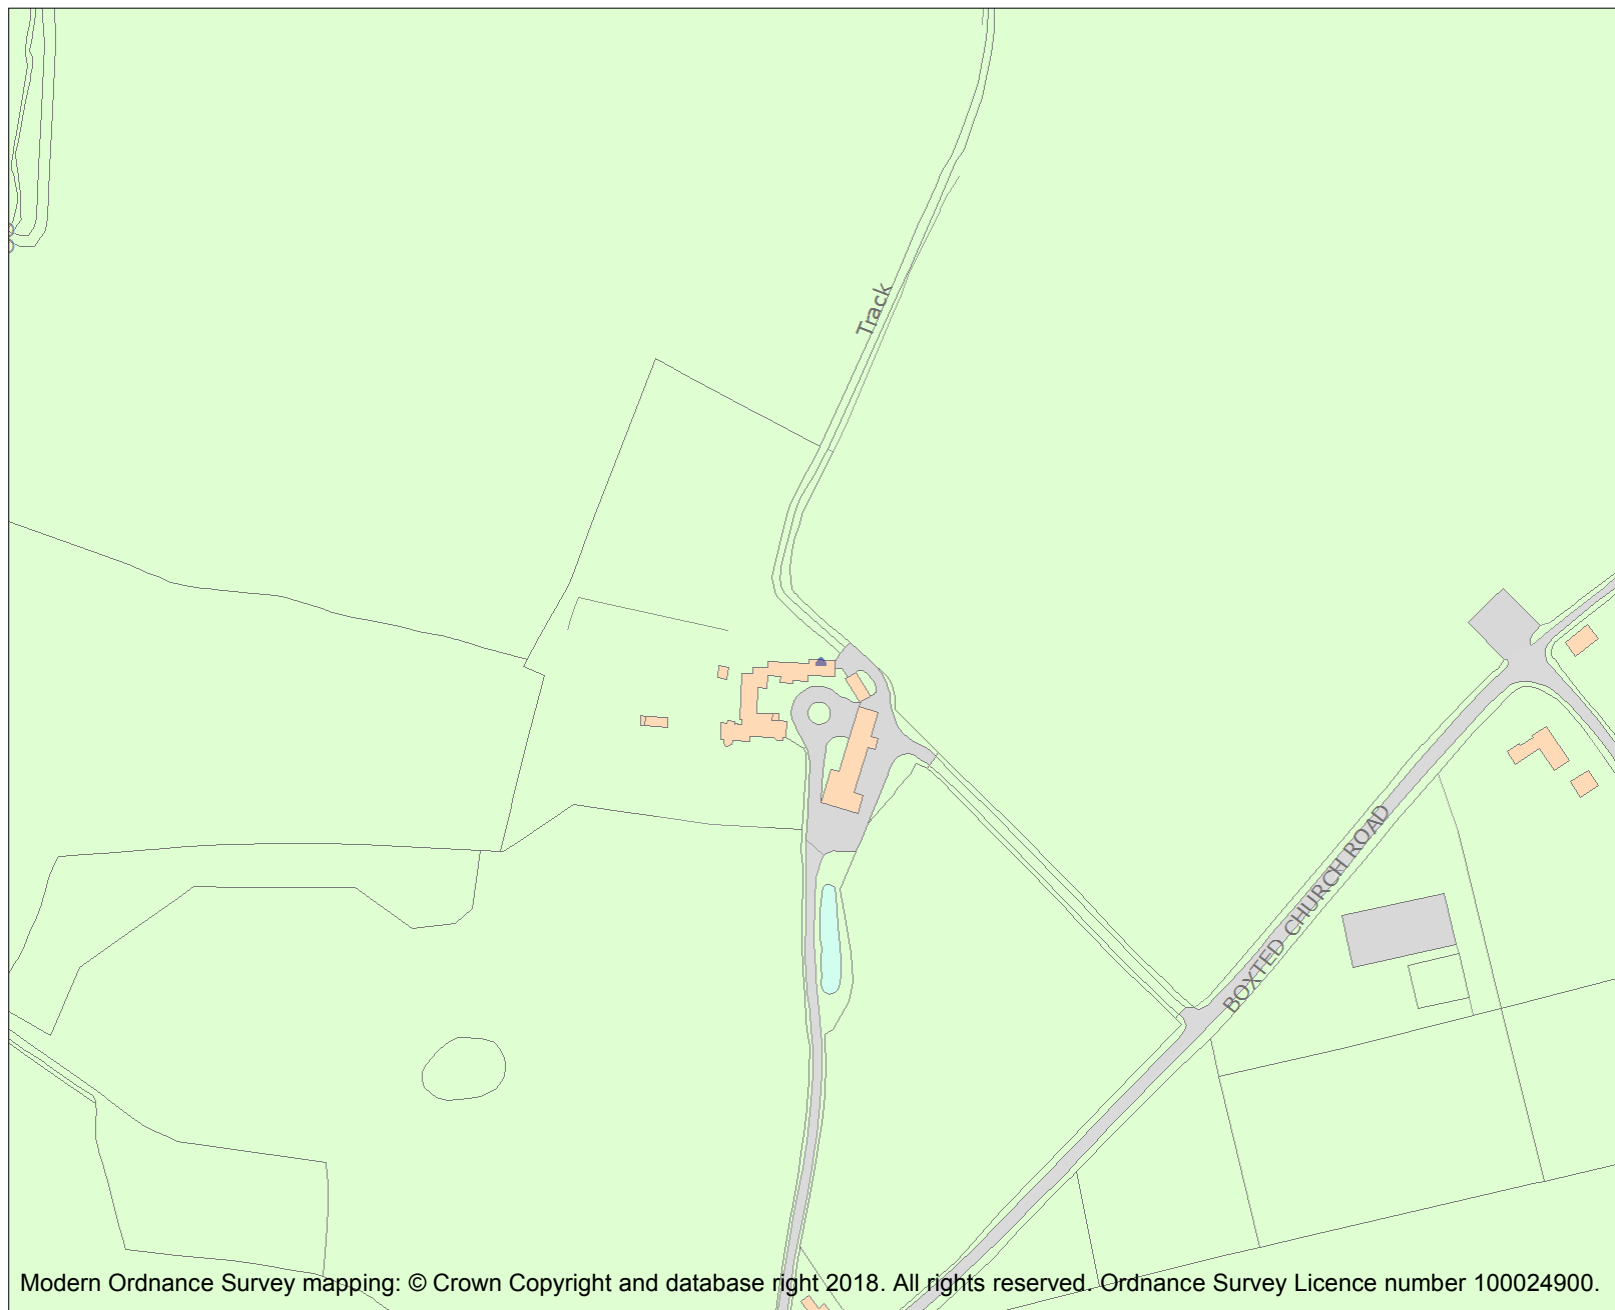 Track
BOXTED CHURCH ROAD
Modern Ordnance Survey mapping: © Crown Copyright and database right 2018. All rights reserved. Ordnance Survey Licence number 100024900.